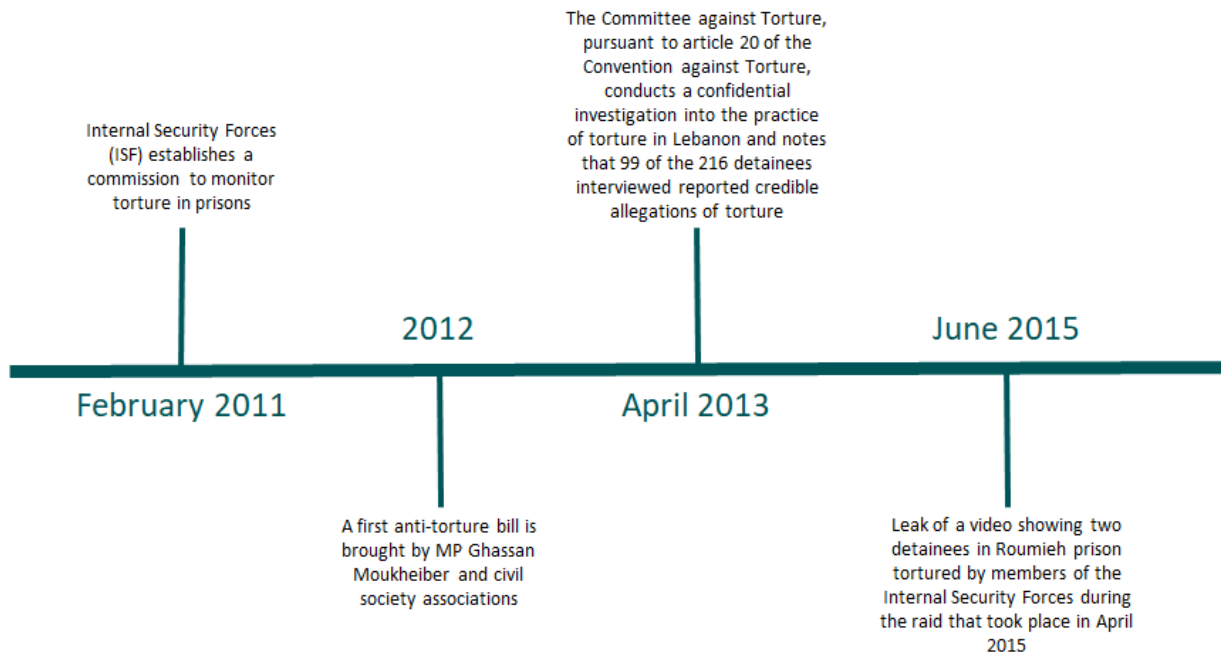 Internal Security Forces
(ISF) establishes a
commission to monitor
torture in prisons
February 2011
2012
A first anti-torture bill is
brought by MP Ghassan
Moukheiber and civil
society associations
The Committee against Torture,
pursuant to article 20 of the
Convention against Torture,
conducts a confidential
investigation into the practice
of torture in Lebanon and notes
that 99 of the 216 detainees
interviewed reported credible
allegations of torture
April 2013
June 2015
Leak of a video showing two
detainees in Roumieh prison
tortured by members of the
Internal Security Forces during
the raid that took place in April
2015